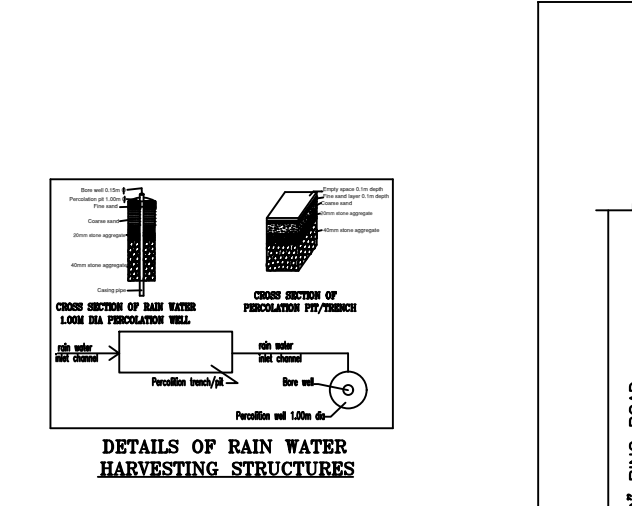 Bore well 0.15m ϕ
Percolation pit 1.00m ϕ
Fine sand
Coarse sand
20mm stone aggregate
40mm stone aggregate
Casing pipe
CROSS SECTION OF RAIN WATER
1.00M DIA PERCOLATION WELL
Empty space 0.1m depth
Fine sand layer 0.1m depth
Coarse sand
20mm stone aggregate
40mm stone aggregate
CROSS SECTION OF
PERCOLATION PIT/TRENCH
rain water
inlet channel
Percolition trench/pit
rain water
inlet channel
Bore well
Percolition well 1.00m dia
DETAILS OF RAIN WATER
HARVESTING STRUCTURES
RING ROAD